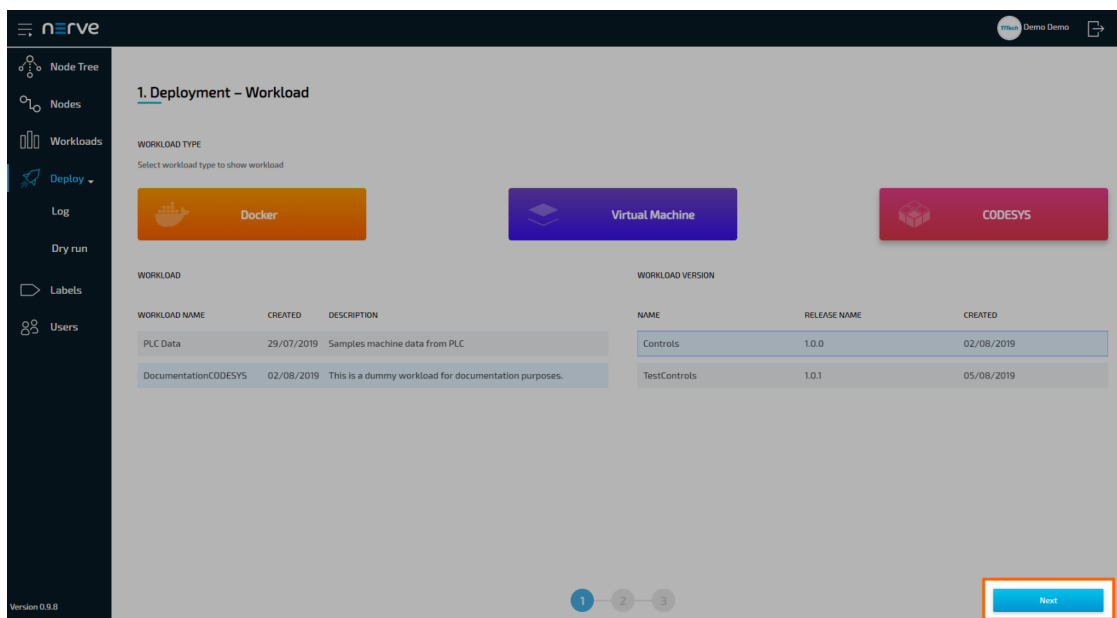 nerve
TTTech Demo Demo
Node Tree
Nodes
Workloads
Deploy
Log
Dry run
Labels
Users
Version 0.9.8
1. Deployment – Workload
WORKLOAD TYPE
Select workload type to show workload
Docker Virtual Machine CODESYS
WORKLOAD WORKLOAD VERSION
WORKLOAD NAME CREATED DESCRIPTION NAME RELEASE NAME CREATED
PLC Data 29/07/2019 Samples machine data from PLC Controls 1.0.0 02/08/2019
DocumentationCODESYS 02/08/2019 This is a dummy workload for documentation purposes. TestControls 1.0.1 05/08/2019
1 2 3
Next